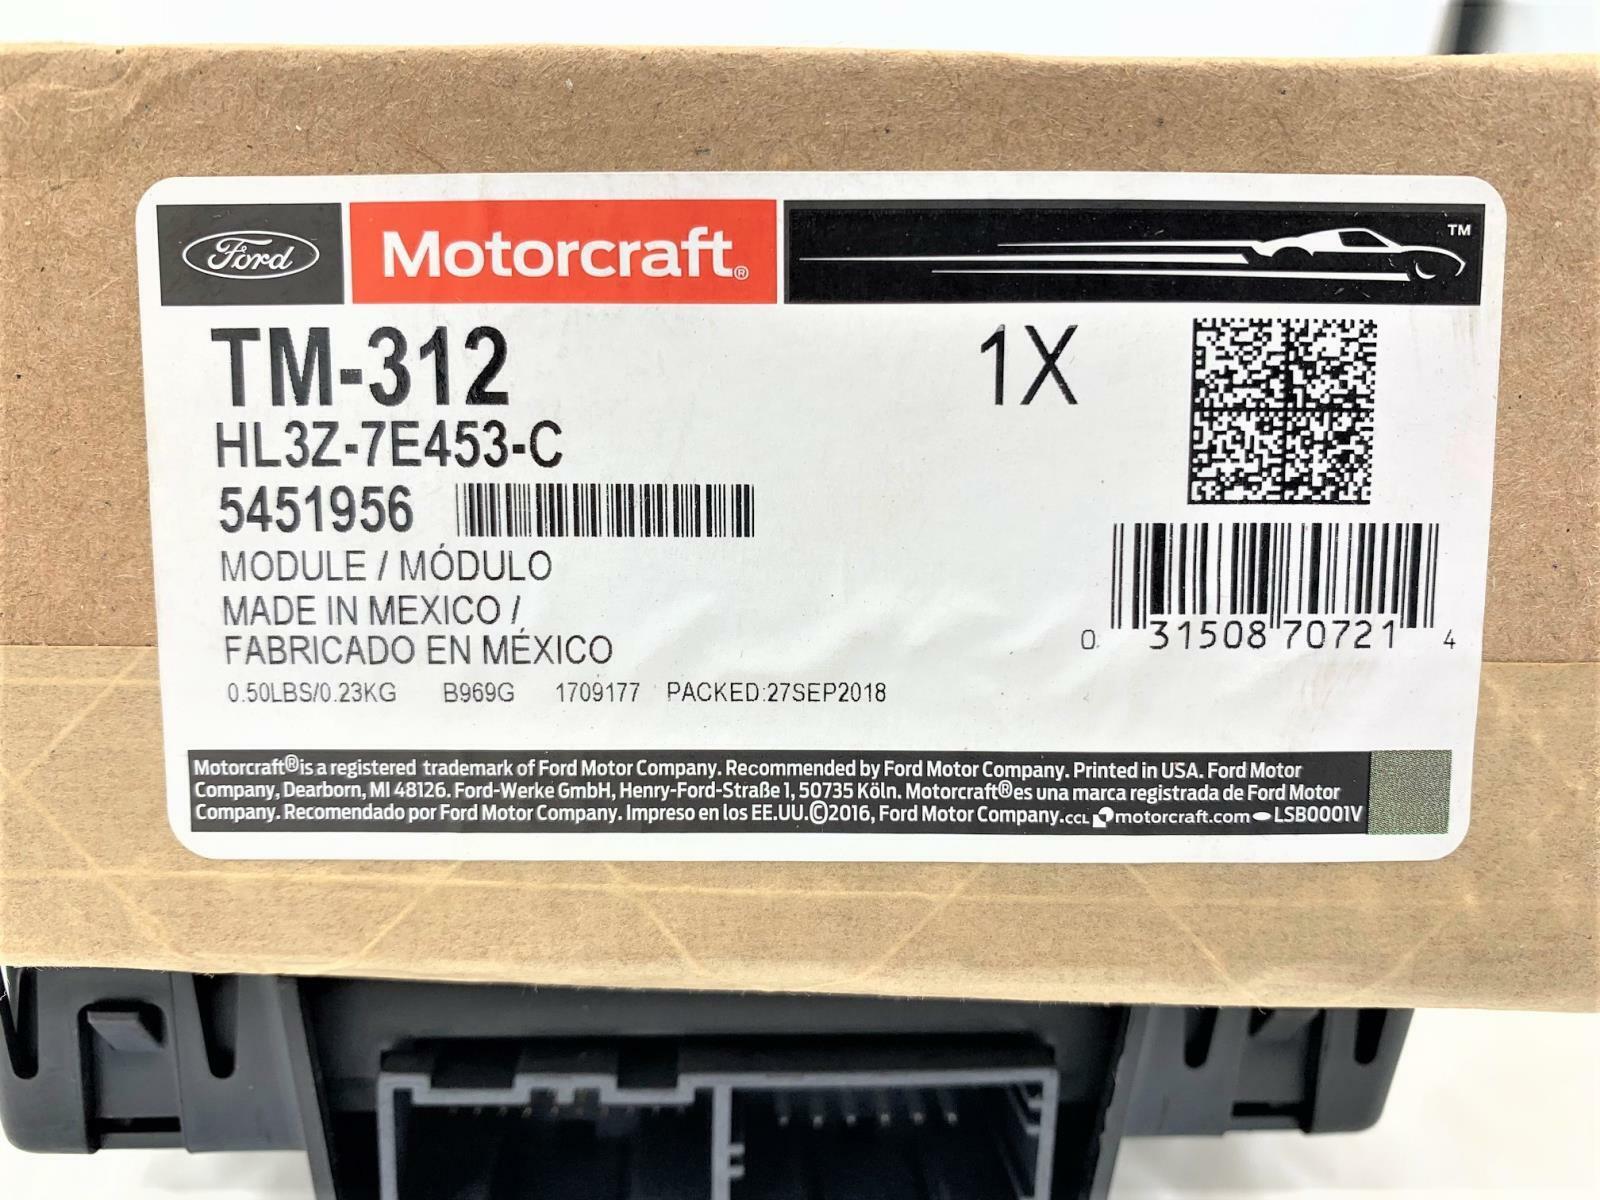 Ford Motorcraft® TM
TM-312
1X
HL3Z-7E453-C
5451956
MODULE / MÓDULO
MADE IN MEXICO /
FABRICADO EN MÉXICO
0 31508 70721 4
0.50LBS/0.23KG B969G 1709177 PACKED:27SEP2018
Motorcraft® is a registered trademark of Ford Motor Company. Recommended by Ford Motor Company. Printed in USA. Ford Motor
Company, Dearborn, MI 48126. Ford-Werke GmbH, Henry-Ford-Straße 1, 50735 Köln. Motorcraft® es una marca registrada de Ford Motor
Company. Recomendado por Ford Motor Company. Impreso en los EE.UU.©2016, Ford Motor Company. CCL motorcraft.com LSB0001V